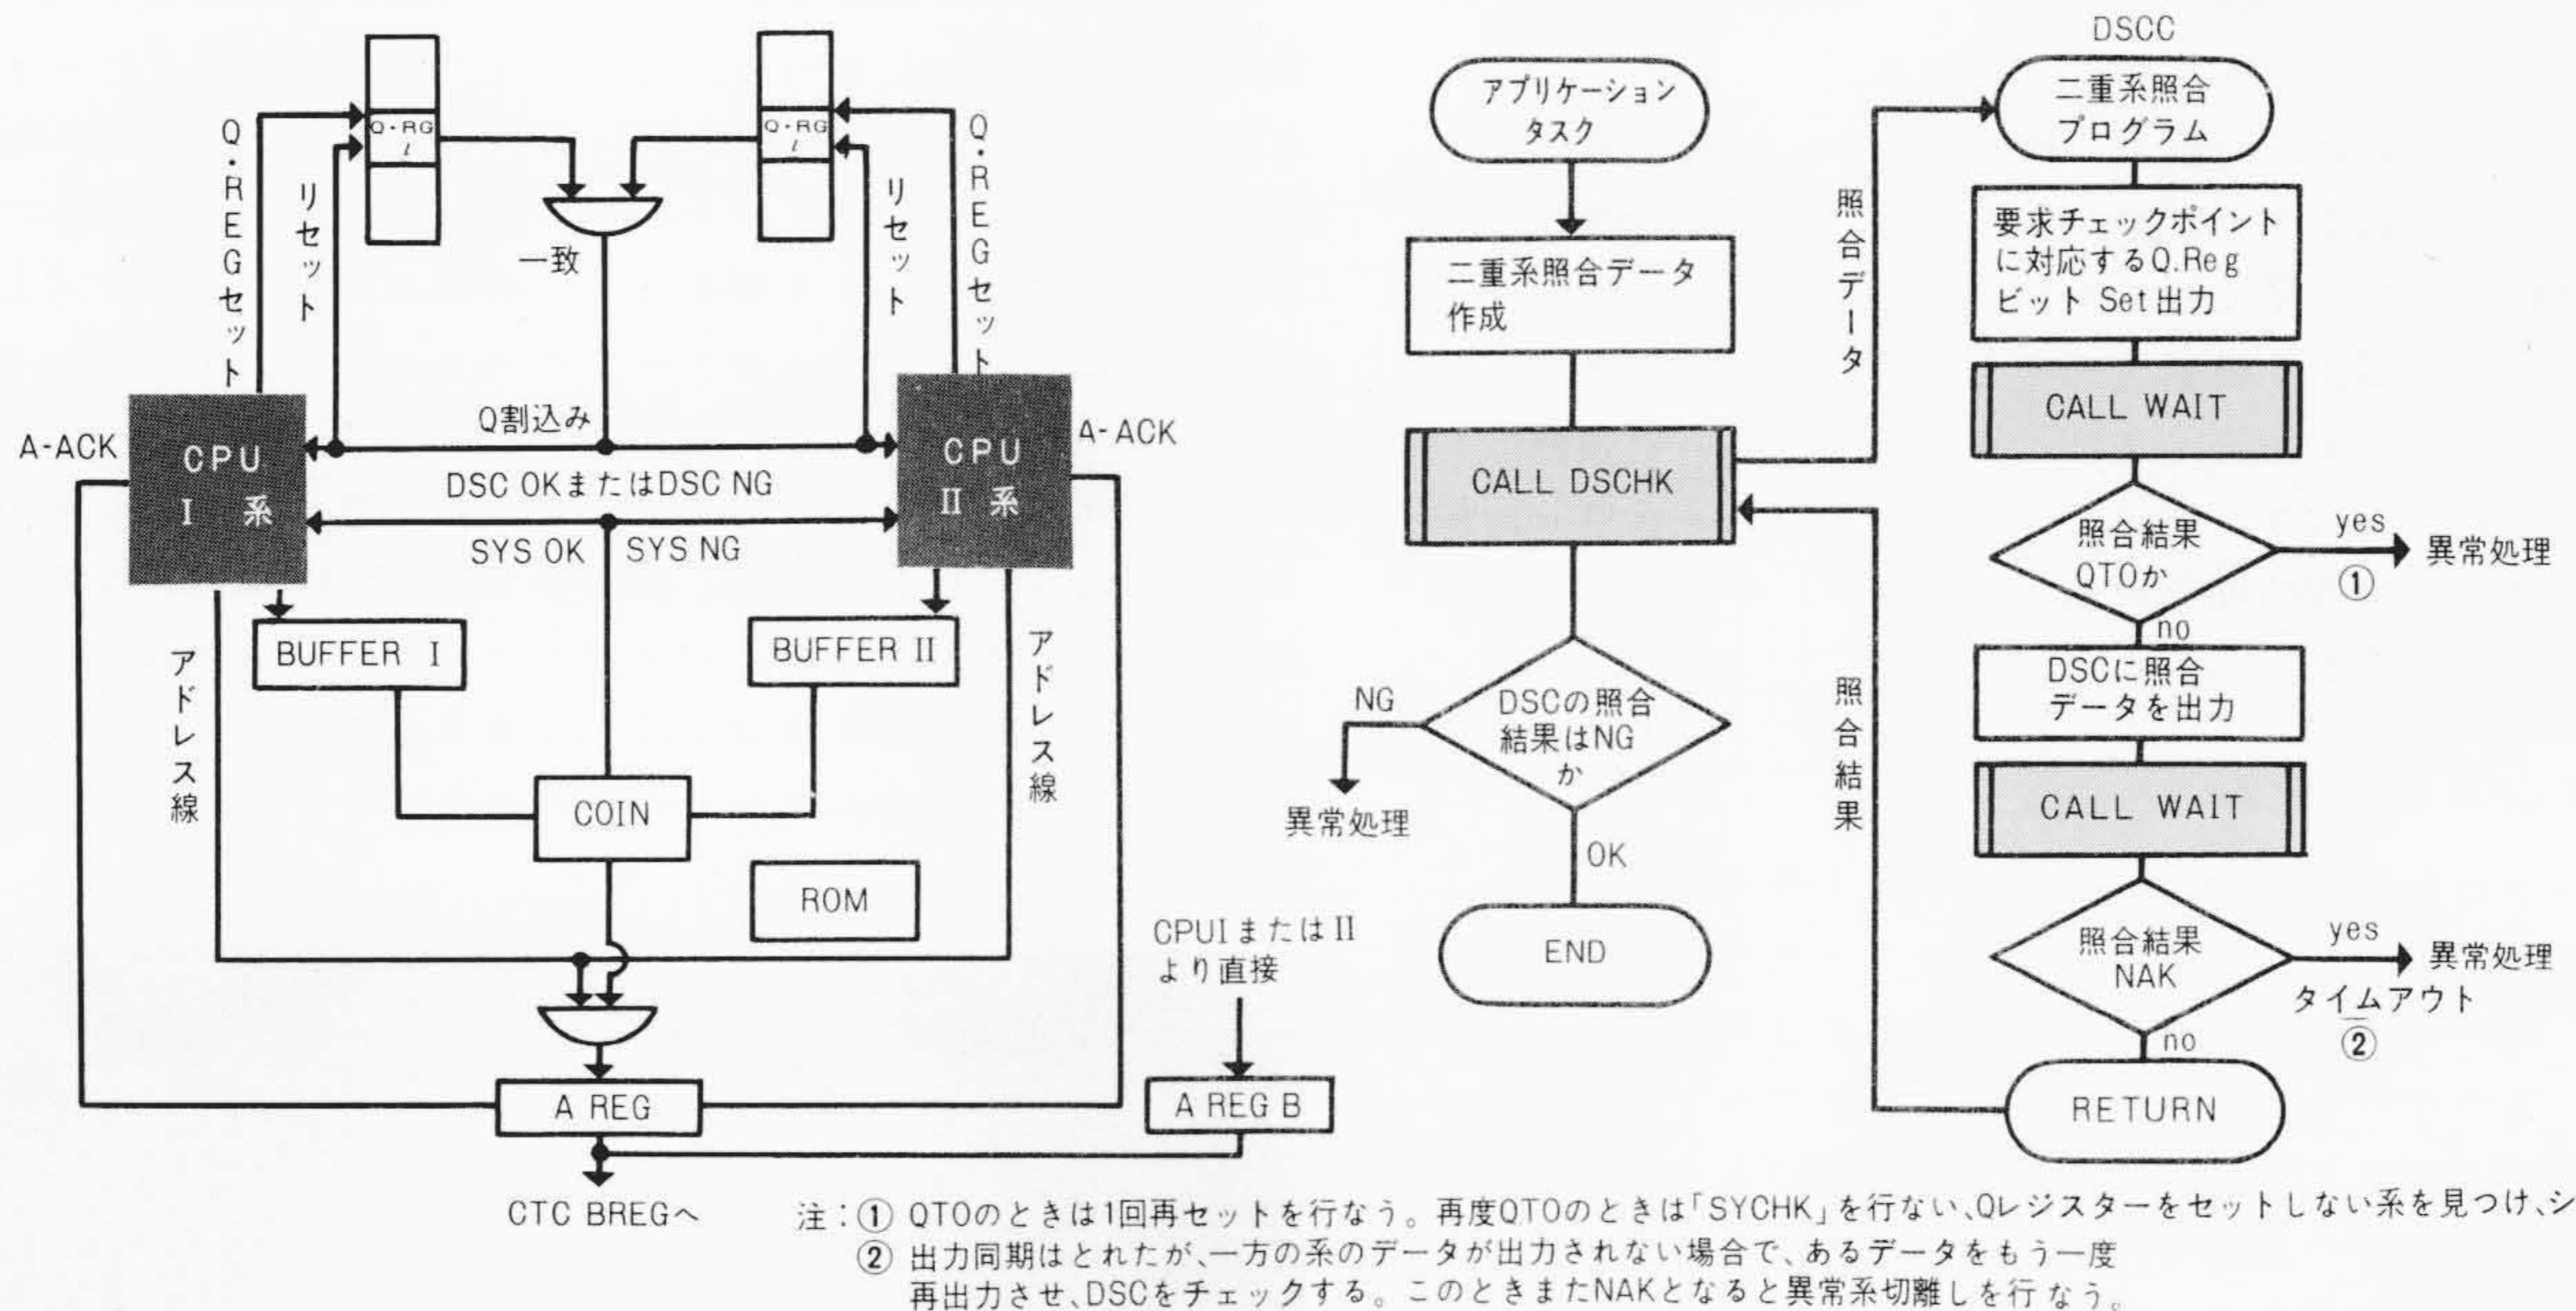 Q・RG
l
Q・RG
l
Q・REGセット
リセット
リセット
Q・REGセット
一致
Q割込み
A-ACK
CPU
I 系
CPU
II 系
A-ACK
DSC OKまたはDSC NG
SYS OK
SYS NG
BUFFER I
BUFFER II
アドレス線
アドレス線
COIN
ROM
CPUIまたはII
より直接
A REG
A REG B
CTC BREGへ
アプリケーション
タスク
二重系照合データ
作成
CALL DSCHK
DSCの照合
結果はNG
か
NG
異常処理
OK
END
照合データ
照合結果
DSCC
二重系照合
プログラム
要求チェックポイント
に対応するQ.Reg
ビット Set出力
CALL WAIT
照合結果
QTOか
yes
①
異常処理
no
DSCに照合
データを出力
CALL WAIT
照合結果
NAK
yes
異常処理
タイムアウト
②
no
RETURN
注:① QTOのときは1回再セットを行なう。再度QTOのときは「SYCHK」を行ない、Qレジスターをセットしない系を見つけ、シ
② 出力同期はとれたが、一方の系のデータが出力されない場合で、あるデータをもう一度
再出力させ、DSCをチェックする。このときまたNAKとなると異常系切離しを行なう。